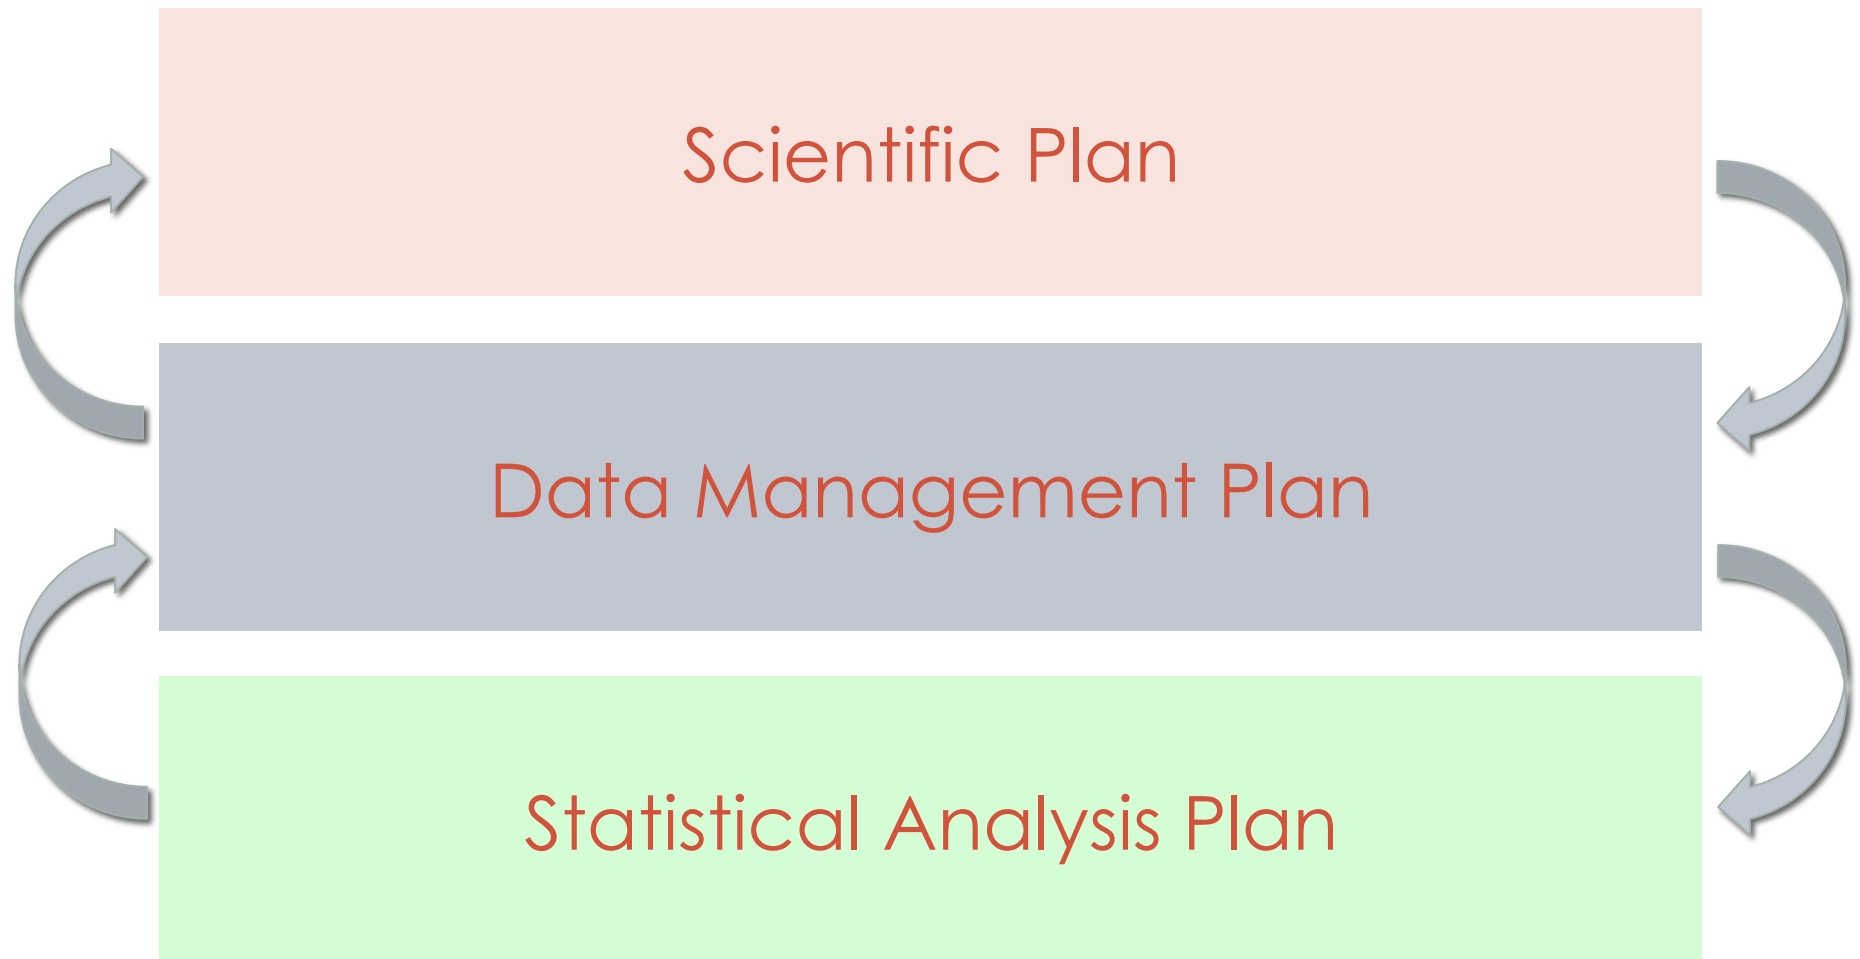 Scientific Plan
Data Management Plan
Statistical Analysis Plan